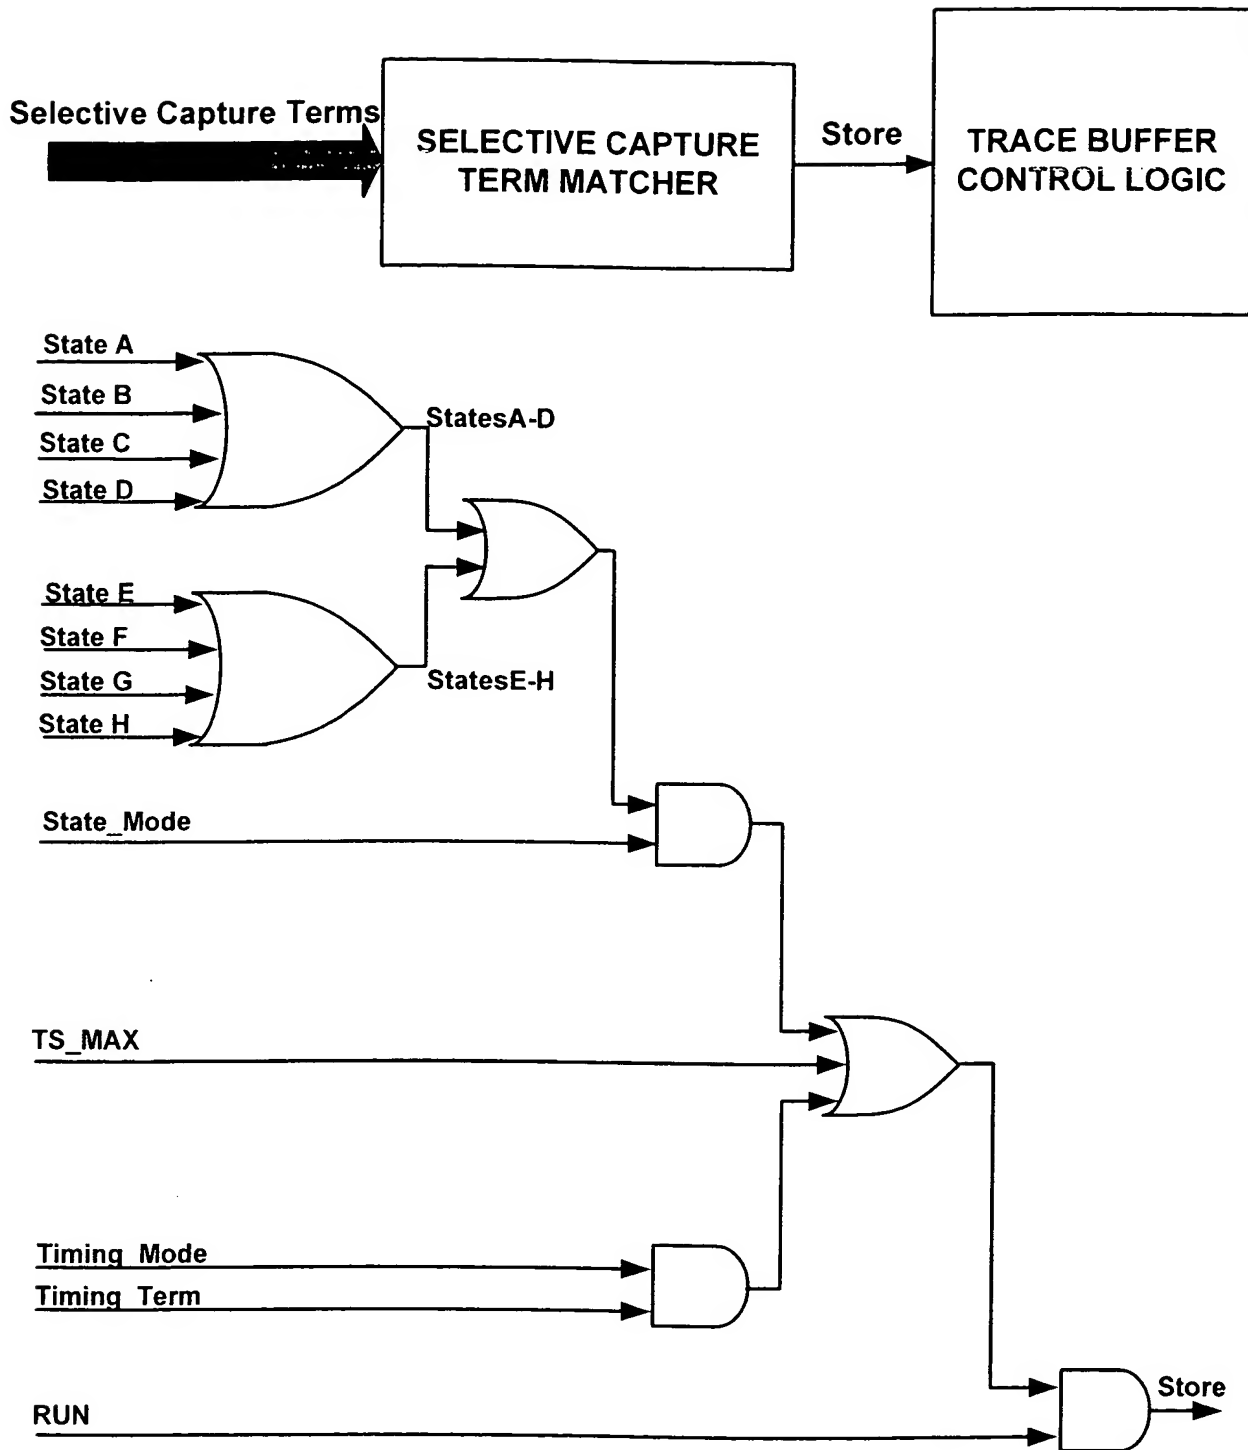 Selective Capture Terms
SELECTIVE CAPTURE
TERM MATCHER
Store
TRACE BUFFER
CONTROL LOGIC
State A
State B
State C
State D
StatesA-D
State E
State F
State G
State H
StatesE-H
State_Mode
TS_MAX
Timing_Mode
Timing_Term
RUN
Store